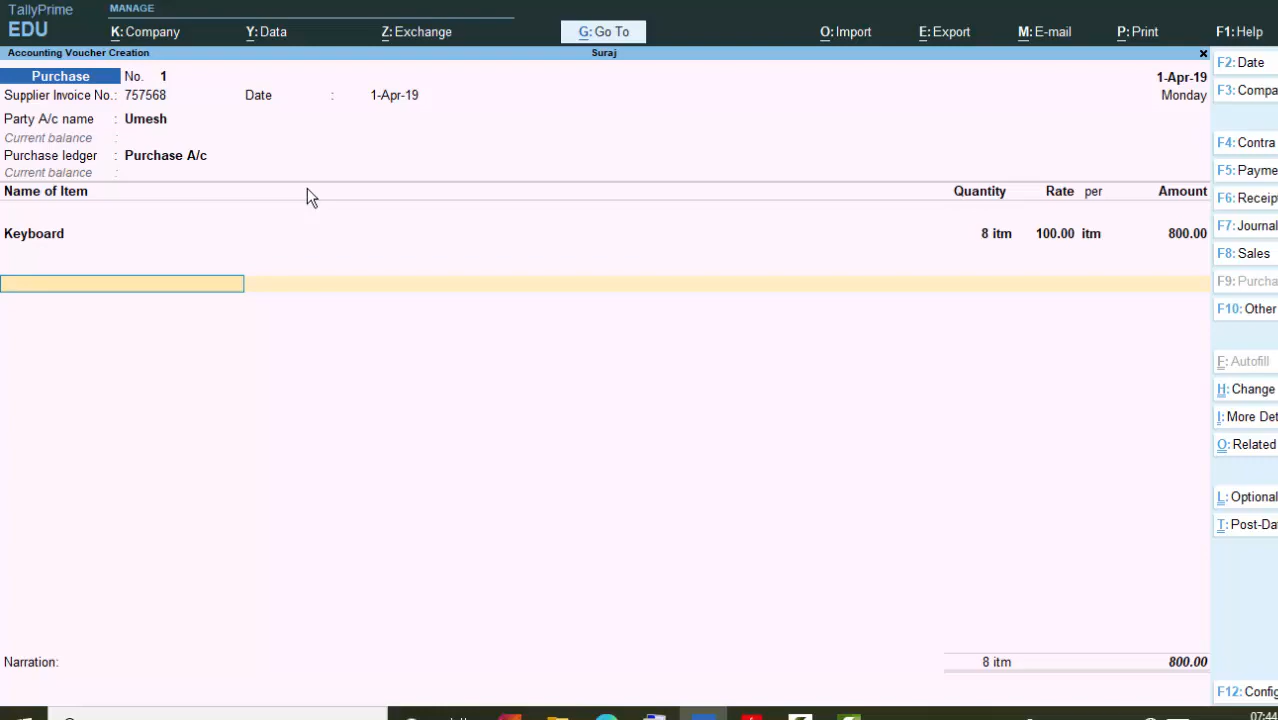 TallyPrime
EDU
MANAGE
K: Company
Y: Data
Z: Exchange
G: Go To
O: Import
E: Export
M: E-mail
P: Print
F1: Help
Accounting Voucher Creation
Suraj
×
Purchase No. 1
1-Apr-19
Supplier Invoice No.: 757568 Date : 1-Apr-19
Monday
Party A/c name : Umesh
Current balance :
Purchase ledger : Purchase A/c
Current balance :
Name of Item Quantity Rate per Amount
Keyboard 8 itm 100.00 itm 800.00
Narration: 8 itm 800.00
F2: Date
F3: Compa
F4: Contra
F5: Payme
F6: Receip
F7: Journal
F8: Sales
F9: Purcha
F10: Other
F: Autofill
H: Change
I: More Det
O: Related
L: Optional
T: Post-Da
F12: Config
07:44